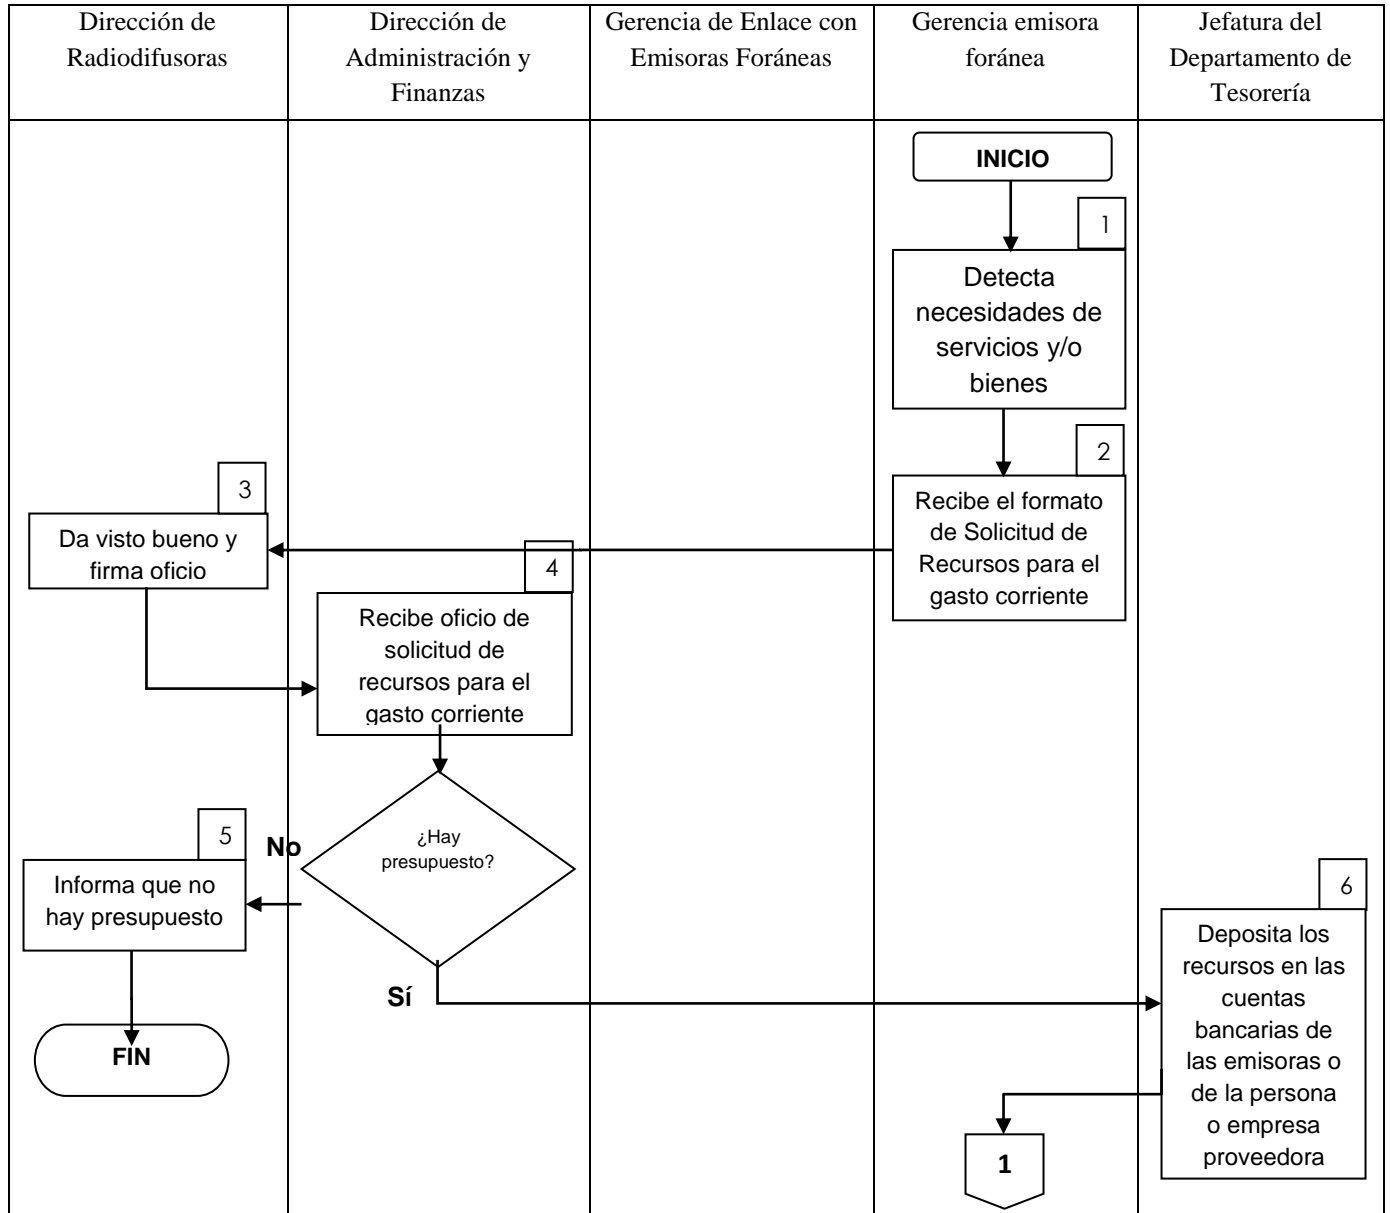 Dirección de
Radiodifusoras
Dirección de
Administración y
Finanzas
Gerencia de Enlace con
Emisoras Foráneas
Gerencia emisora
foránea
Jefatura del
Departamento de
Tesorería
INICIO
1
Detecta
necesidades de
servicios y/o
bienes
2
Recibe el formato
de Solicitud de
Recursos para el
gasto corriente
3
Da visto bueno y
firma oficio
4
Recibe oficio de
solicitud de
recursos para el
gasto corriente
¿Hay
presupuesto?
No
5
Informa que no
hay presupuesto
FIN
Sí
6
Deposita los
recursos en las
cuentas
bancarias de
las emisoras o
de la persona
o empresa
proveedora
1